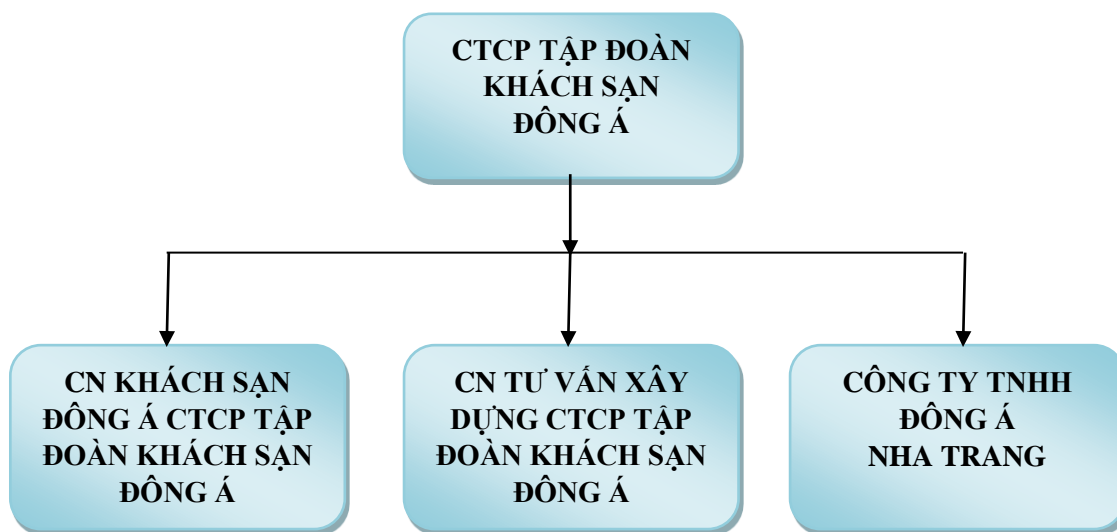 CTCP TẬP ĐOÀN
KHÁCH SẠN
ĐÔNG Á
CN KHÁCH SẠN
ĐÔNG Á CTCP TẬP
ĐOÀN KHÁCH SẠN
ĐÔNG Á
CN TƯ VẤN XÂY
DỰNG CTCP TẬP
ĐOÀN KHÁCH SẠN
ĐÔNG Á
CÔNG TY TNHH
ĐÔNG Á
NHA TRANG